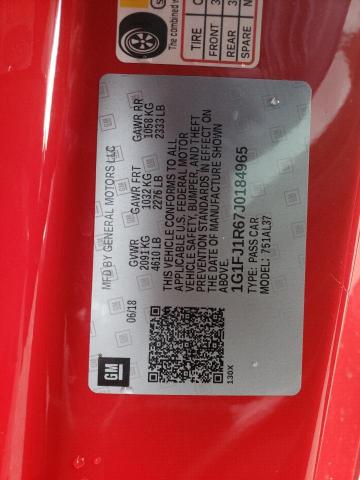 The combined w
TIRE
FRONT
REAR
SPARE
GM
MFD BY GENERAL MOTORS LLC
06/18
GVWR
2091 KG
4610 LB
GAWR FRT
1032 KG
2276 LB
GAWR RR
1058 KG
2333 LB
THIS VEHICLE CONFORMS TO ALL
APPLICABLE U.S. FEDERAL MOTOR
VEHICLE SAFETY, BUMPER, AND THEFT
PREVENTION STANDARDS IN EFFECT ON
THE DATE OF MANUFACTURE SHOWN
ABOVE.
1G1FJ1R67J0184965
TYPE: PASS CAR
MODEL: 751AL37
130X